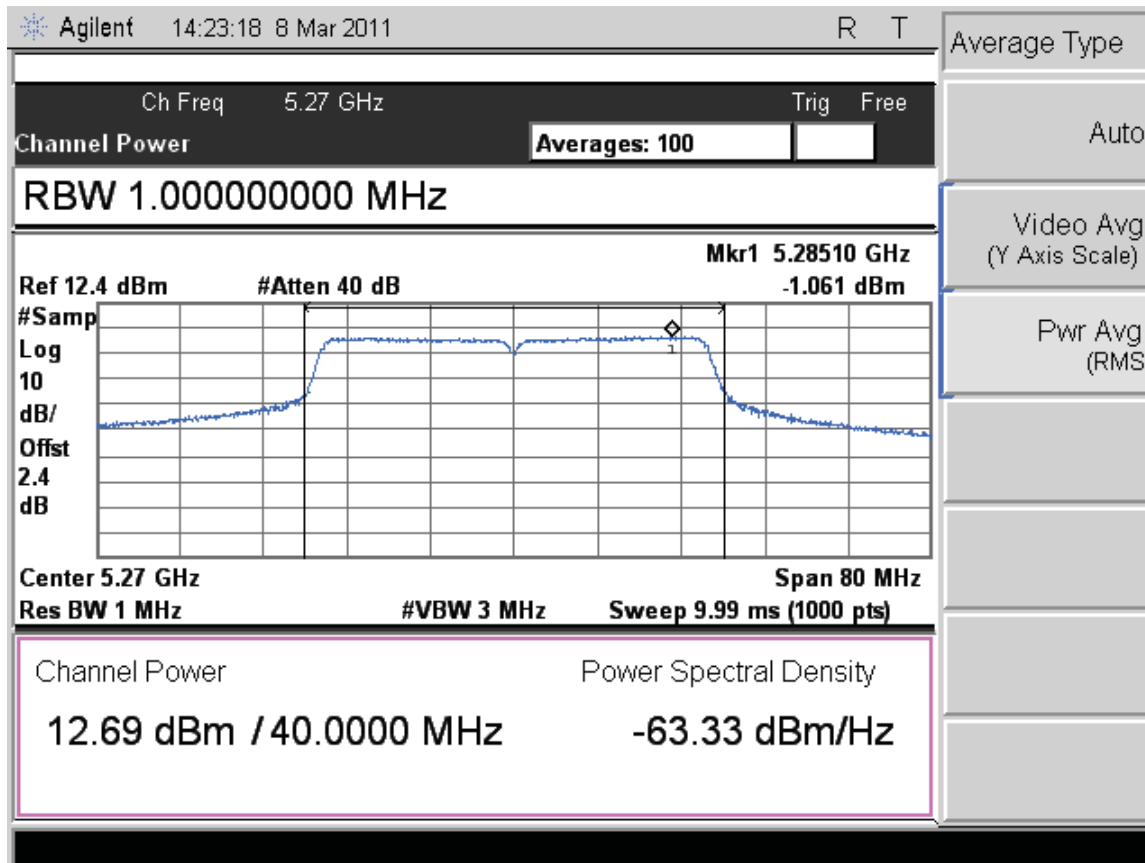 Agilent 14:23:18 8 Mar 2011 R T
Average Type
Ch Freq 5.27 GHz Trig Free
Channel Power Averages: 100
Auto
RBW 1.000000000 MHz
Video Avg
(Y Axis Scale)
Mkr1 5.28510 GHz
Ref 12.4 dBm #Atten 40 dB -1.061 dBm
#Samp
Log
10
dB/
Offst
2.4
dB
1
Pwr Avg
(RMS
Center 5.27 GHz Span 80 MHz
Res BW 1 MHz #VBW 3 MHz Sweep 9.99 ms (1000 pts)
Channel Power Power Spectral Density
12.69 dBm / 40.0000 MHz -63.33 dBm/Hz